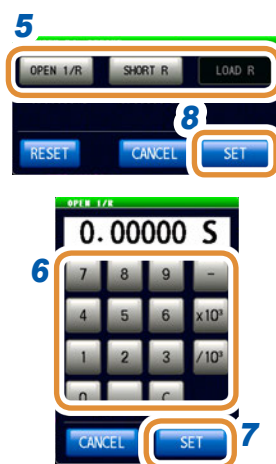 5
OPEN 1/R SHORT R LOAD R
8
RESET CANCEL SET
OPEN 1/R
0.00000 S
6
7 8 9 -
4 5 6 x10³
1 2 3 /10³
0 . C
CANCEL SET 7